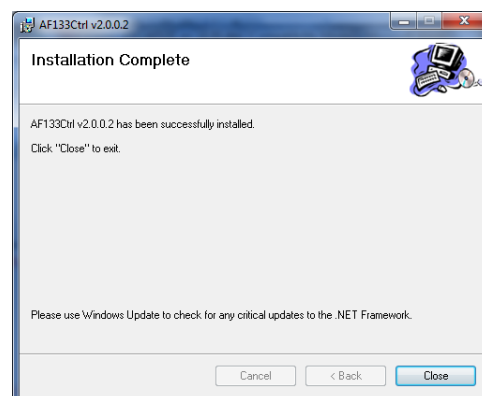 AF133Ctrl v2.0.0.2
Installation Complete
AF133Ctrl v2.0.0.2 has been successfully installed.
Click "Close" to exit.
Please use Windows Update to check for any critical updates to the .NET Framework.
Cancel
< Back
Close